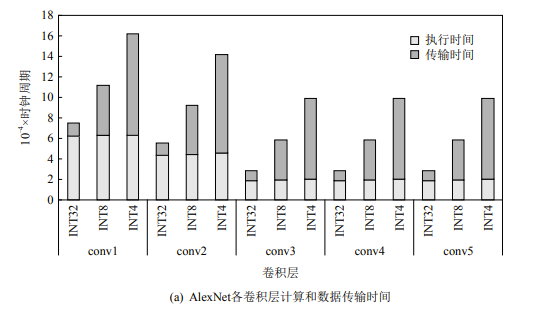 18
16
14
12
10
8
6
4
2
0
10⁻⁴×时钟周期
执行时间
传输时间
INT32 INT8 INT4 INT32 INT8 INT4 INT32 INT8 INT4 INT32 INT8 INT4 INT32 INT8 INT4
conv1 conv2 conv3 conv4 conv5
卷积层
(a) AlexNet各卷积层计算和数据传输时间